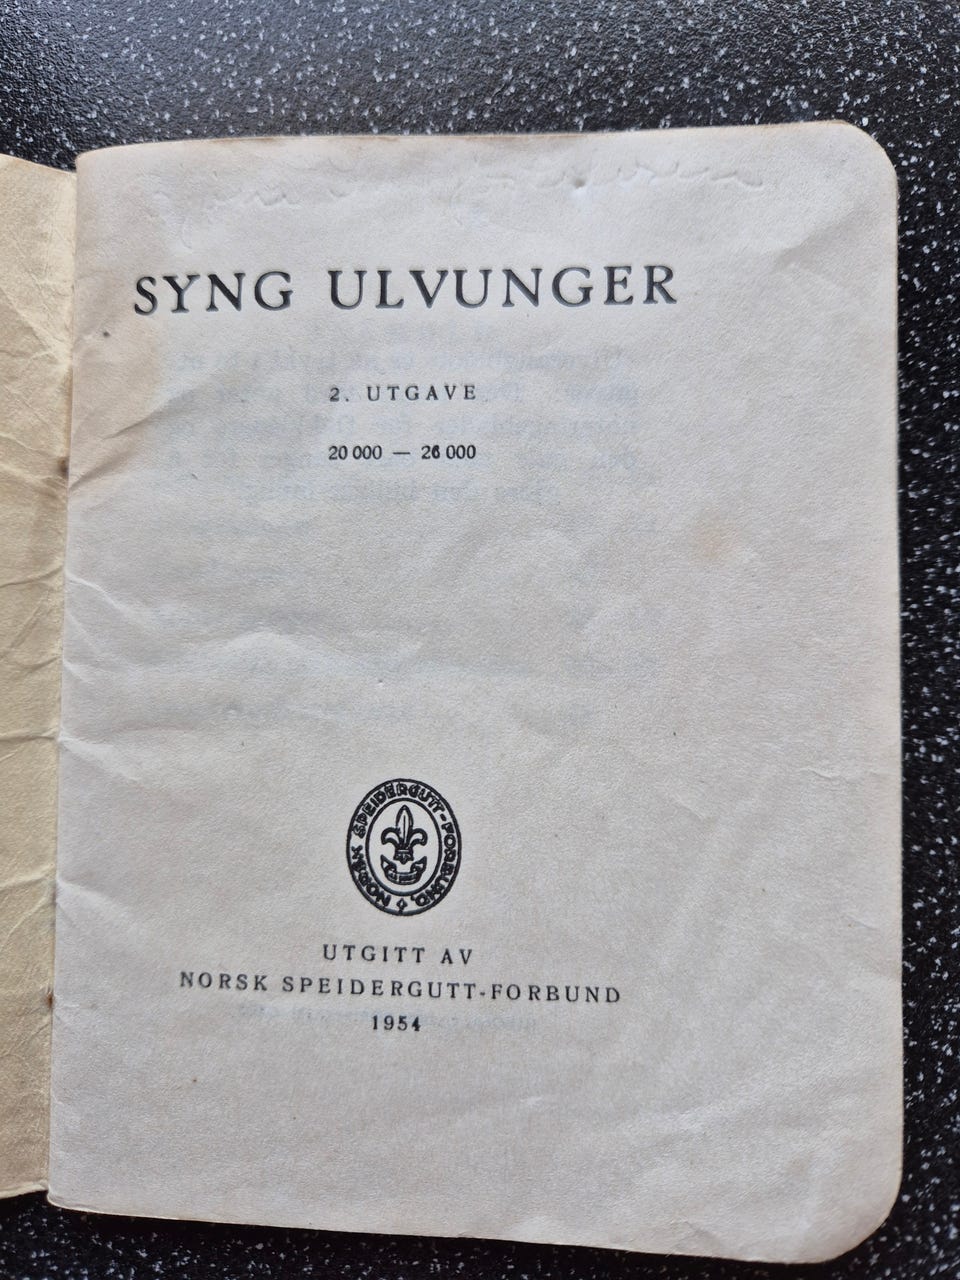 SYNG ULVUNGER
2. UTGAVE
20 000 — 26 000
NORSK SPEIDERGUTT-FORBUND
UTGITT AV
NORSK SPEIDERGUTT-FORBUND
1954